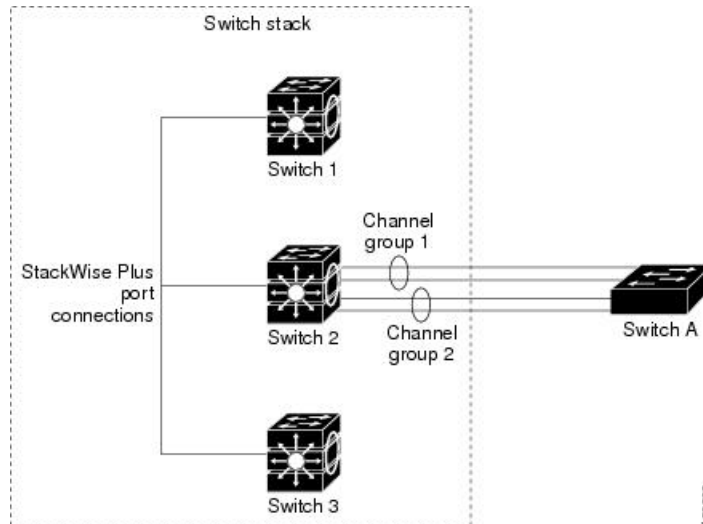 Switch stack
Switch 1
Channel
group 1
StackWise Plus
port
connections
Switch 2
Channel
group 2
Switch A
Switch 3